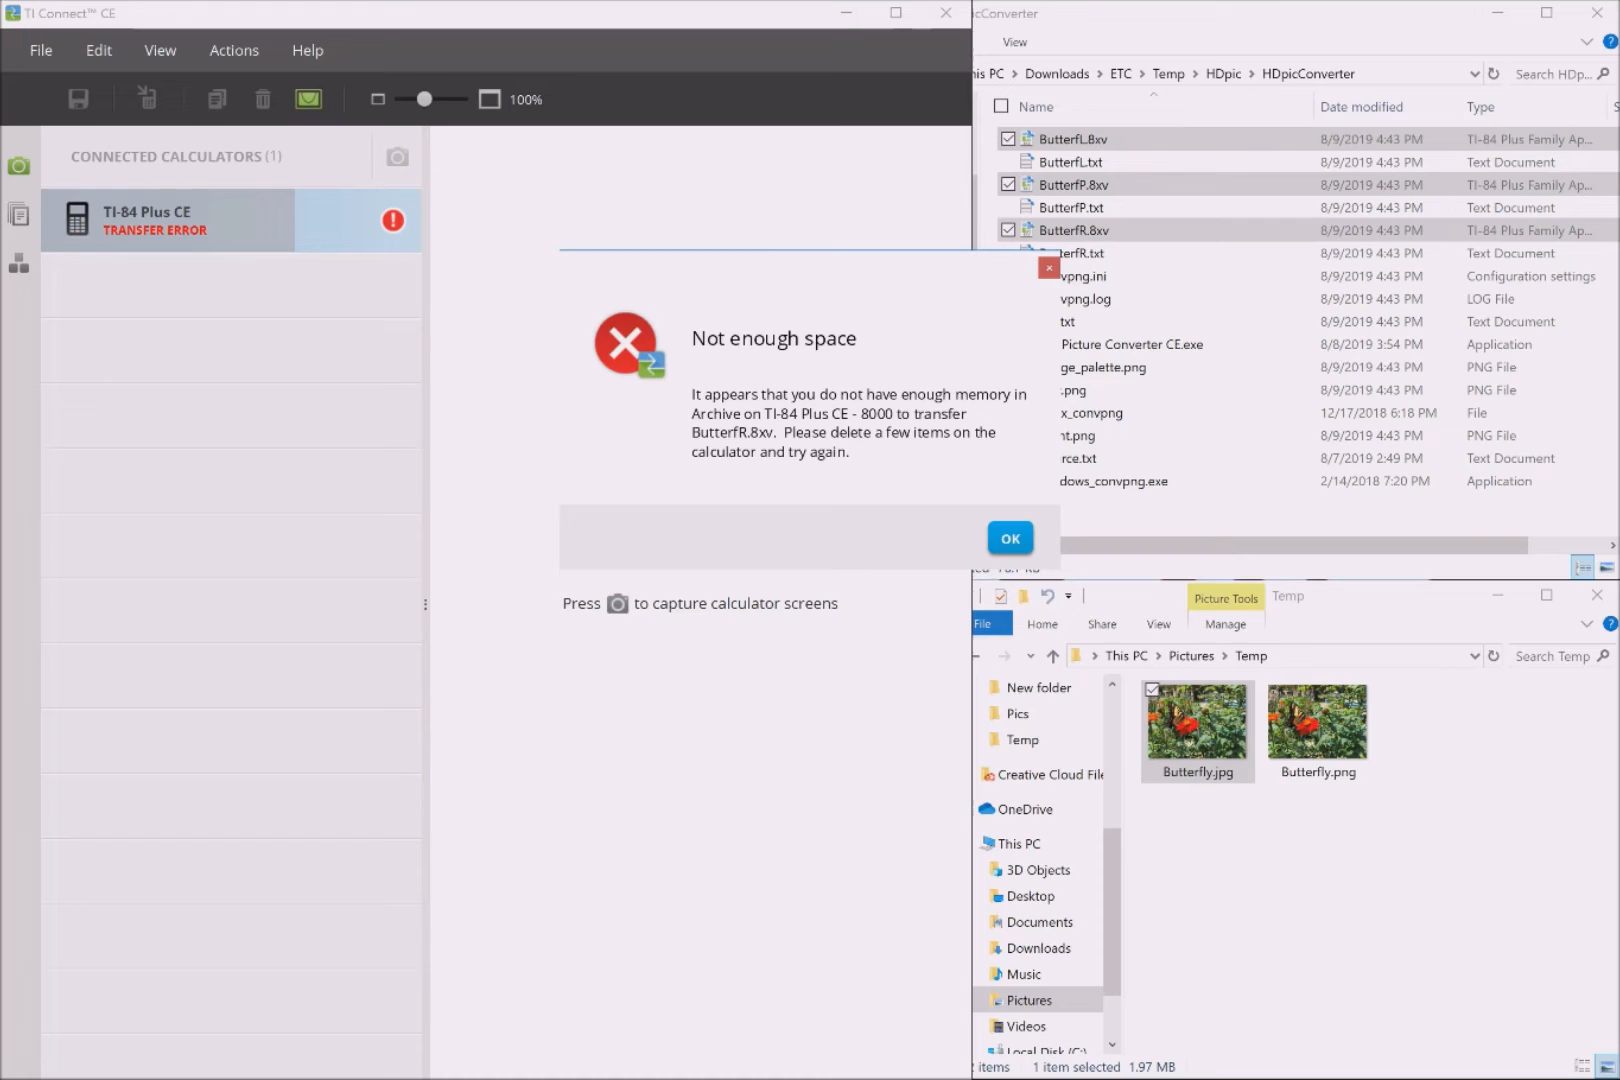 TI Connect™ CE
File Edit View Actions Help
100%
CONNECTED CALCULATORS (1)
TI-84 Plus CE
TRANSFER ERROR
Not enough space
It appears that you do not have enough memory in
Archive on TI-84 Plus CE - 8000 to transfer
ButterfR.8xv. Please delete a few items on the
calculator and try again.
OK
Press to capture calculator screens
icConverter
View
his PC > Downloads > ETC > Temp > HDpic > HDpicConverter
Search HDp...
Name Date modified Type S
ButterfL.8xv 8/9/2019 4:43 PM TI-84 Plus Family Ap...
ButterfL.txt 8/9/2019 4:43 PM Text Document
ButterfP.8xv 8/9/2019 4:43 PM TI-84 Plus Family Ap...
ButterfP.txt 8/9/2019 4:43 PM Text Document
ButterfR.8xv 8/9/2019 4:43 PM TI-84 Plus Family Ap...
terfR.txt 8/9/2019 4:43 PM Text Document
vpng.ini 8/9/2019 4:43 PM Configuration settings
vpng.log 8/9/2019 4:43 PM LOG File
txt 8/9/2019 4:43 PM Text Document
Picture Converter CE.exe 8/8/2019 3:54 PM Application
ge_palette.png 8/9/2019 4:43 PM PNG File
.png 8/9/2019 4:43 PM PNG File
x_convpng 12/17/2018 6:18 PM File
nt.png 8/9/2019 4:43 PM PNG File
rce.txt 8/7/2019 2:49 PM Text Document
dows_convpng.exe 2/14/2018 7:20 PM Application
Picture Tools Temp
File Home Share View Manage
> This PC > Pictures > Temp
Search Temp
New folder
Pics
Temp
Creative Cloud File
OneDrive
This PC
3D Objects
Desktop
Documents
Downloads
Music
Pictures
Videos
Local Disk (C:)
Butterfly.jpg
Butterfly.png
2 items 1 item selected 1.97 MB